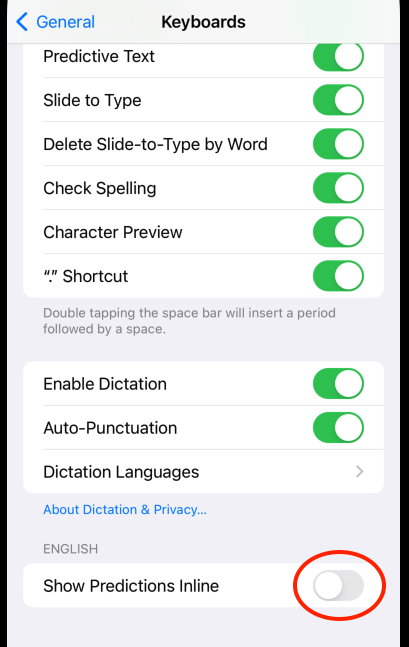 General
Keyboards
Predictive Text
Slide to Type
Delete Slide-to-Type by Word
Check Spelling
Character Preview
“.” Shortcut
Double tapping the space bar will insert a period
followed by a space.
Enable Dictation
Auto-Punctuation
Dictation Languages
About Dictation & Privacy...
ENGLISH
Show Predictions Inline